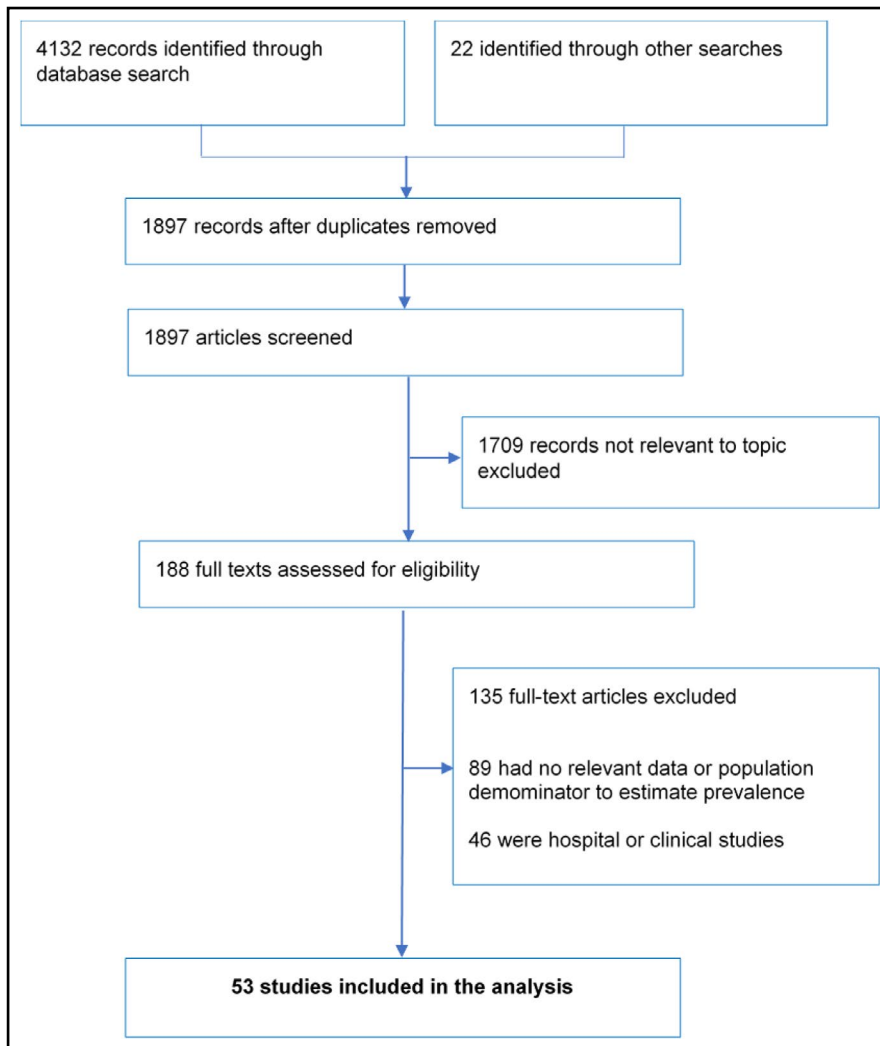 4132 records identified through
database search
22 identified through other searches
1897 records after duplicates removed
1897 articles screened
1709 records not relevant to topic
excluded
188 full texts assessed for eligibility
135 full-text articles excluded
89 had no relevant data or population
demominator to estimate prevalence
46 were hospital or clinical studies
53 studies included in the analysis